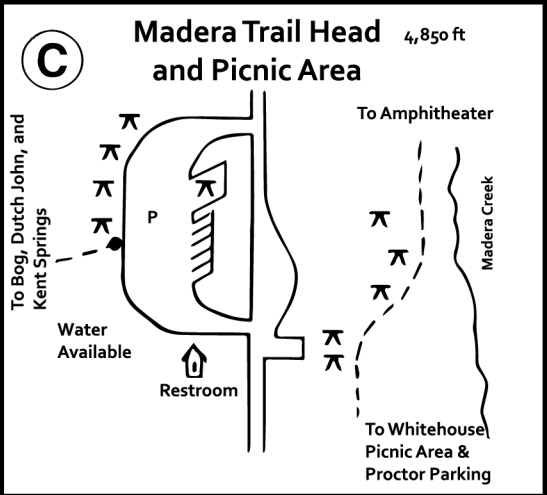 C
Madera Trail Head
4,850 ft
and Picnic Area
To Amphitheater
To Bog, Dutch John, and
Kent Springs
P
Madera Creek
Water
Available
Restroom
To Whitehouse
Picnic Area &
Proctor Parking